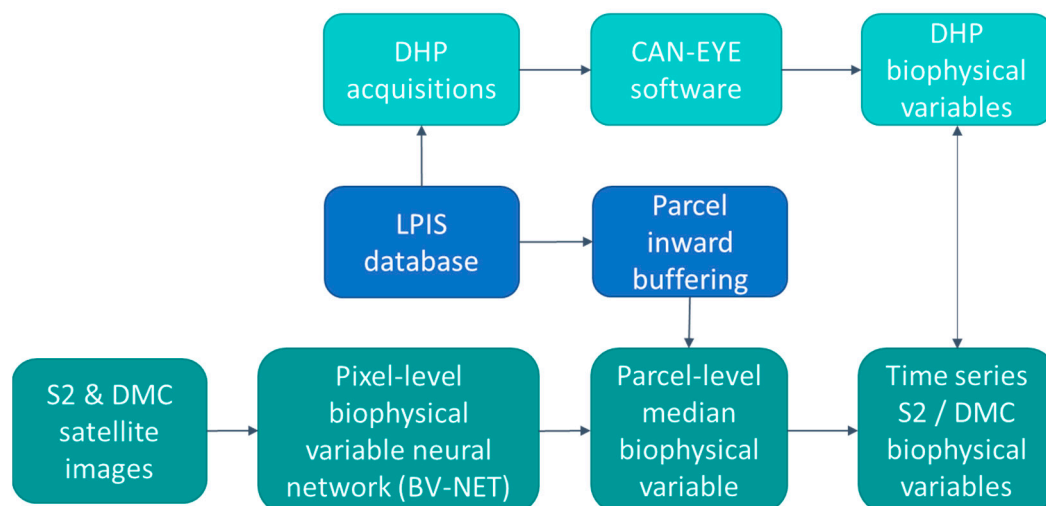 DHP
acquisitions
CAN-EYE
software
DHP
biophysical
variables
LPIS
database
Parcel
inward
buffering
S2 & DMC
satellite
images
Pixel-level
biophysical
variable neural
network (BV-NET)
Parcel-level
median
biophysical
variable
Time series
S2 / DMC
biophysical
variables